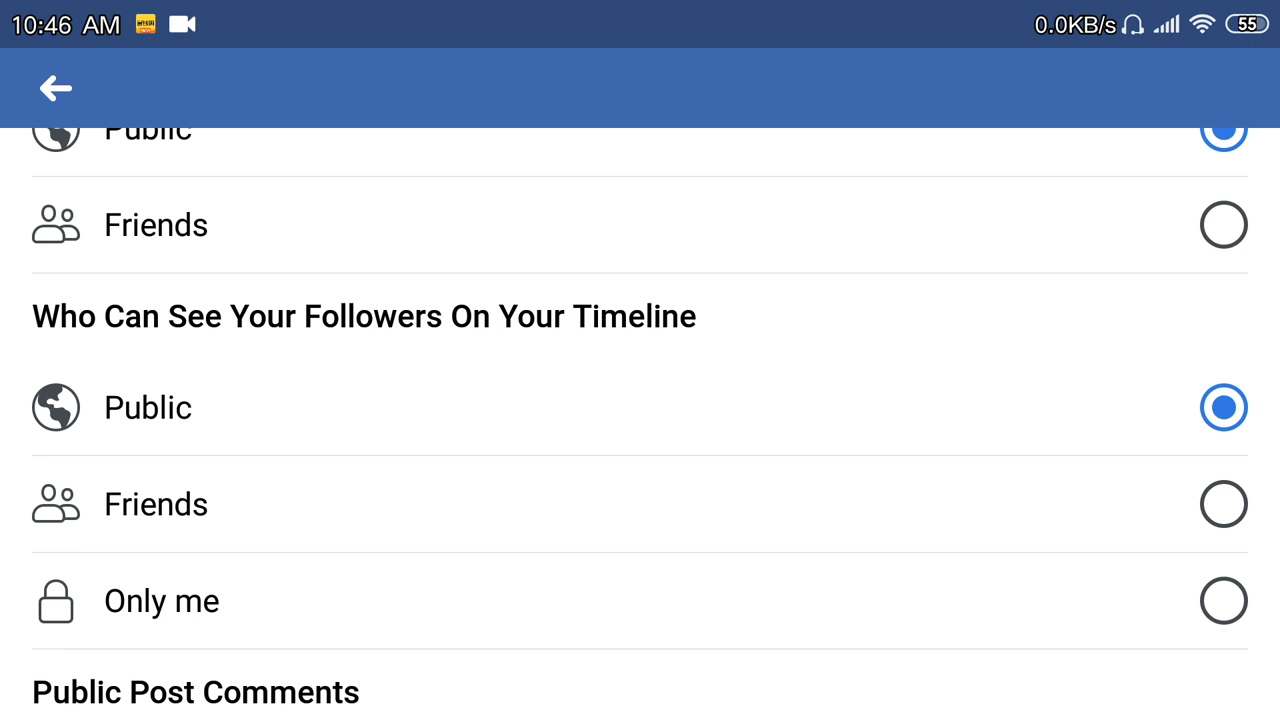 10:46 AM
0.0KB/s
55
Public
Friends
Who Can See Your Followers On Your Timeline
Public
Friends
Only me
Public Post Comments